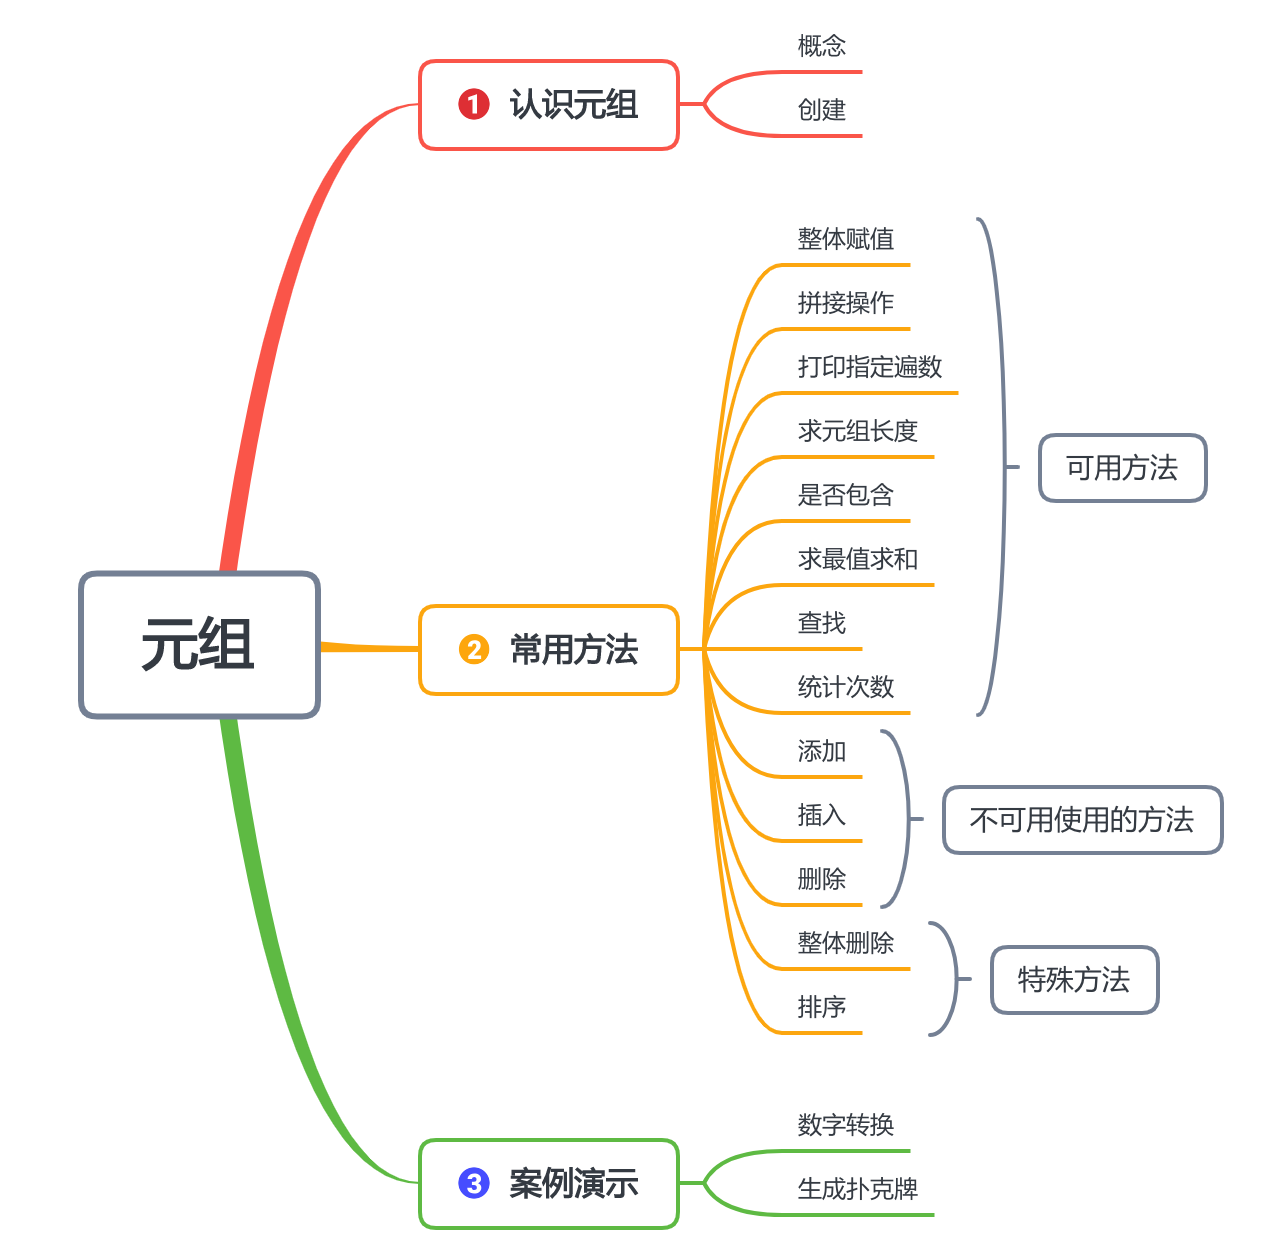 元组
1 认识元组
概念
创建
2 常用方法
整体赋值
拼接操作
打印指定遍数
求元组长度
是否包含
求最值求和
查找
统计次数
可用方法
添加
插入
删除
不可用使用的方法
整体删除
排序
特殊方法
3 案例演示
数字转换
生成扑克牌